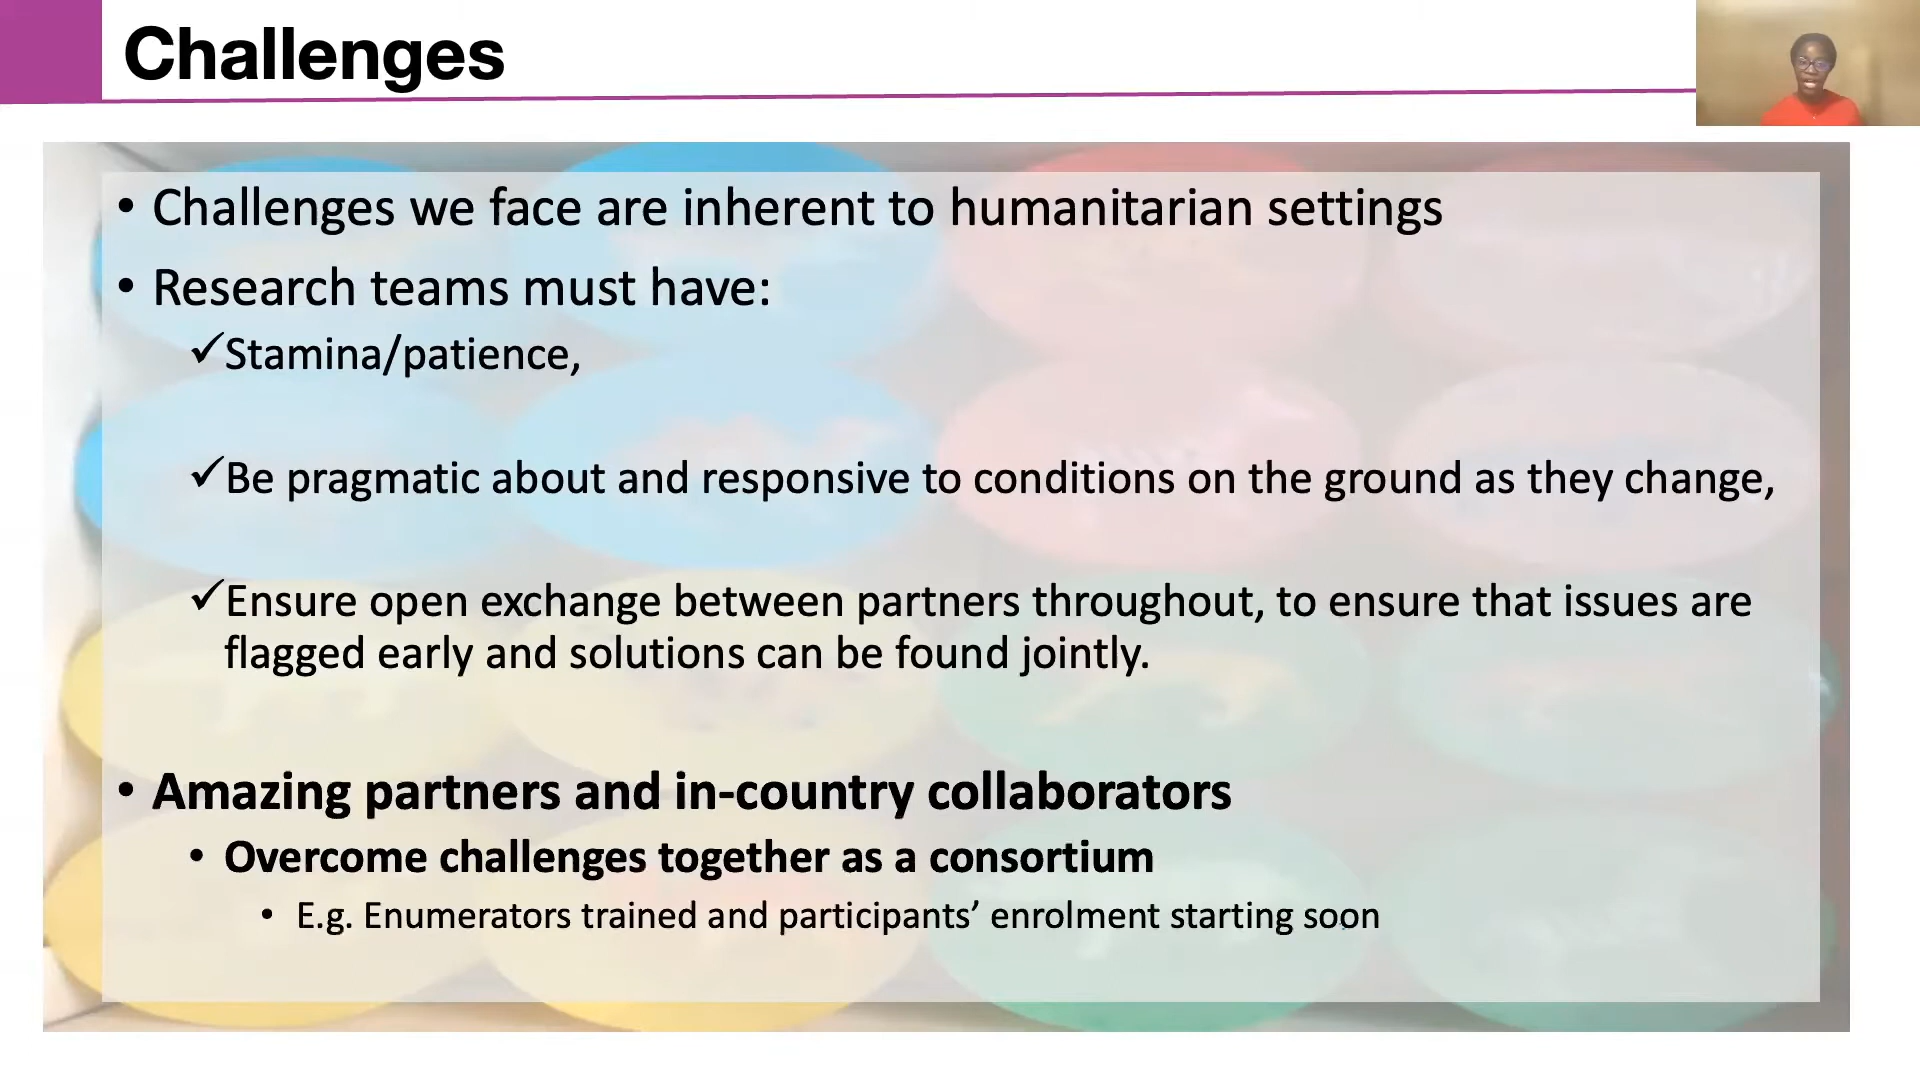 Challenges
• Challenges we face are inherent to humanitarian settings
• Research teams must have:
✓Stamina/patience,
✓Be pragmatic about and responsive to conditions on the ground as they change,
✓Ensure open exchange between partners throughout, to ensure that issues are
flagged early and solutions can be found jointly.
• Amazing partners and in-country collaborators
• Overcome challenges together as a consortium
• E.g. Enumerators trained and participants’ enrolment starting soon